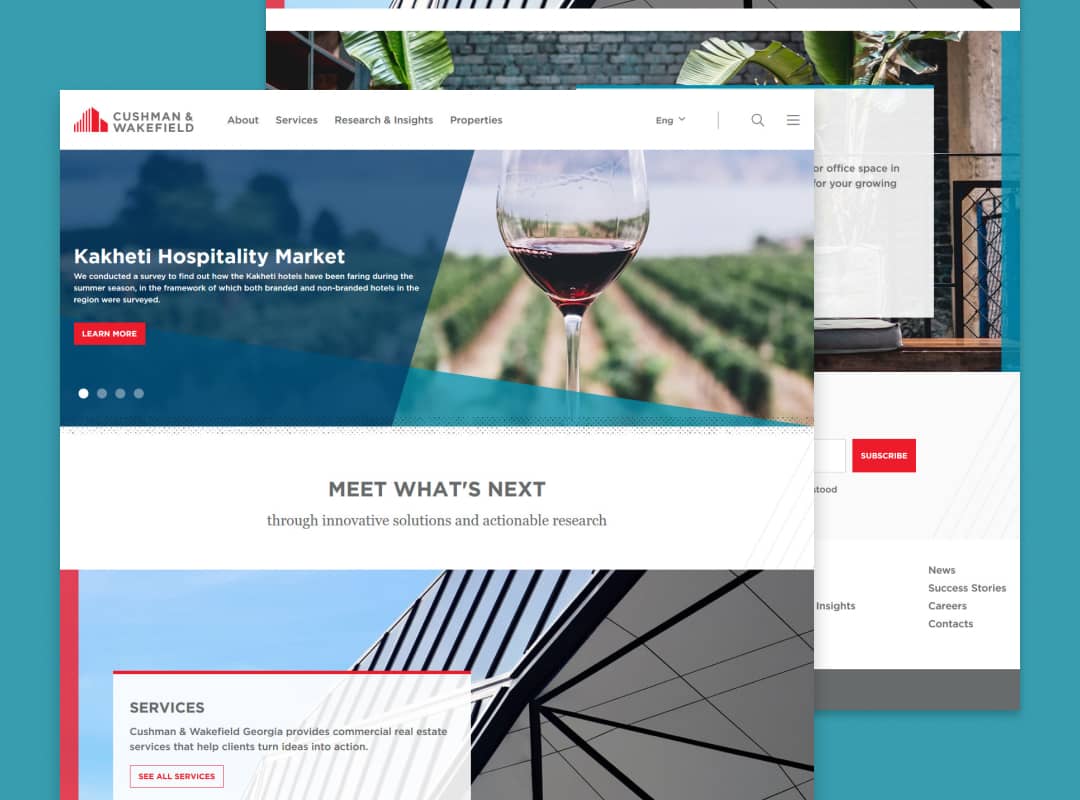 CUSHMAN &
WAKEFIELD
About Services Research & Insights Properties
Eng
Kakheti Hospitality Market
We conducted a survey to find out how the Kakheti hotels have been faring during the
summer season, in the framework of which both branded and non-branded hotels in the
region were surveyed.
LEARN MORE
MEET WHAT'S NEXT
through innovative solutions and actionable research
SERVICES
Cushman & Wakefield Georgia provides commercial real estate
services that help clients turn ideas into action.
SEE ALL SERVICES
or office space in
for your growing
SUBSCRIBE
Insights
News
Success Stories
Careers
Contacts